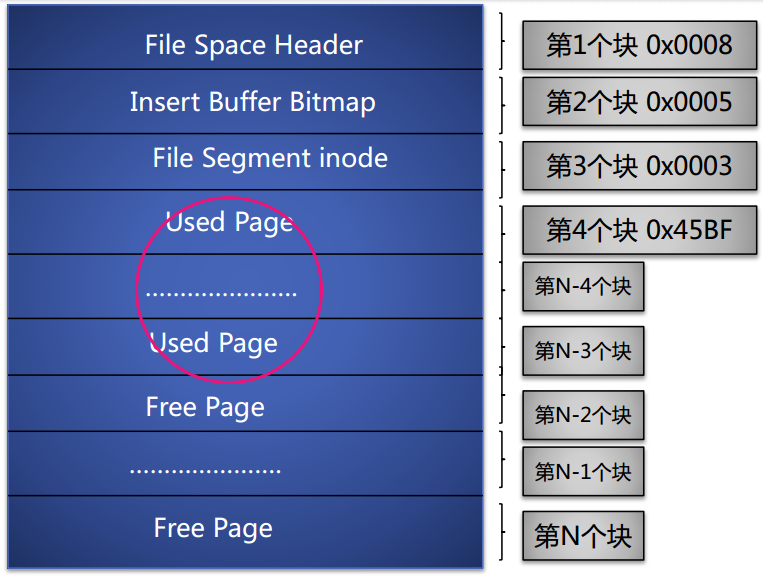 File Space Header
第1个块 0x0008
Insert Buffer Bitmap
第2个块 0x0005
File Segment inode
第3个块 0x0003
Used Page
第4个块 0x45BF
......................
第N-4个块
Used Page
第N-3个块
Free Page
第N-2个块
......................
第N-1个块
Free Page
第N个块